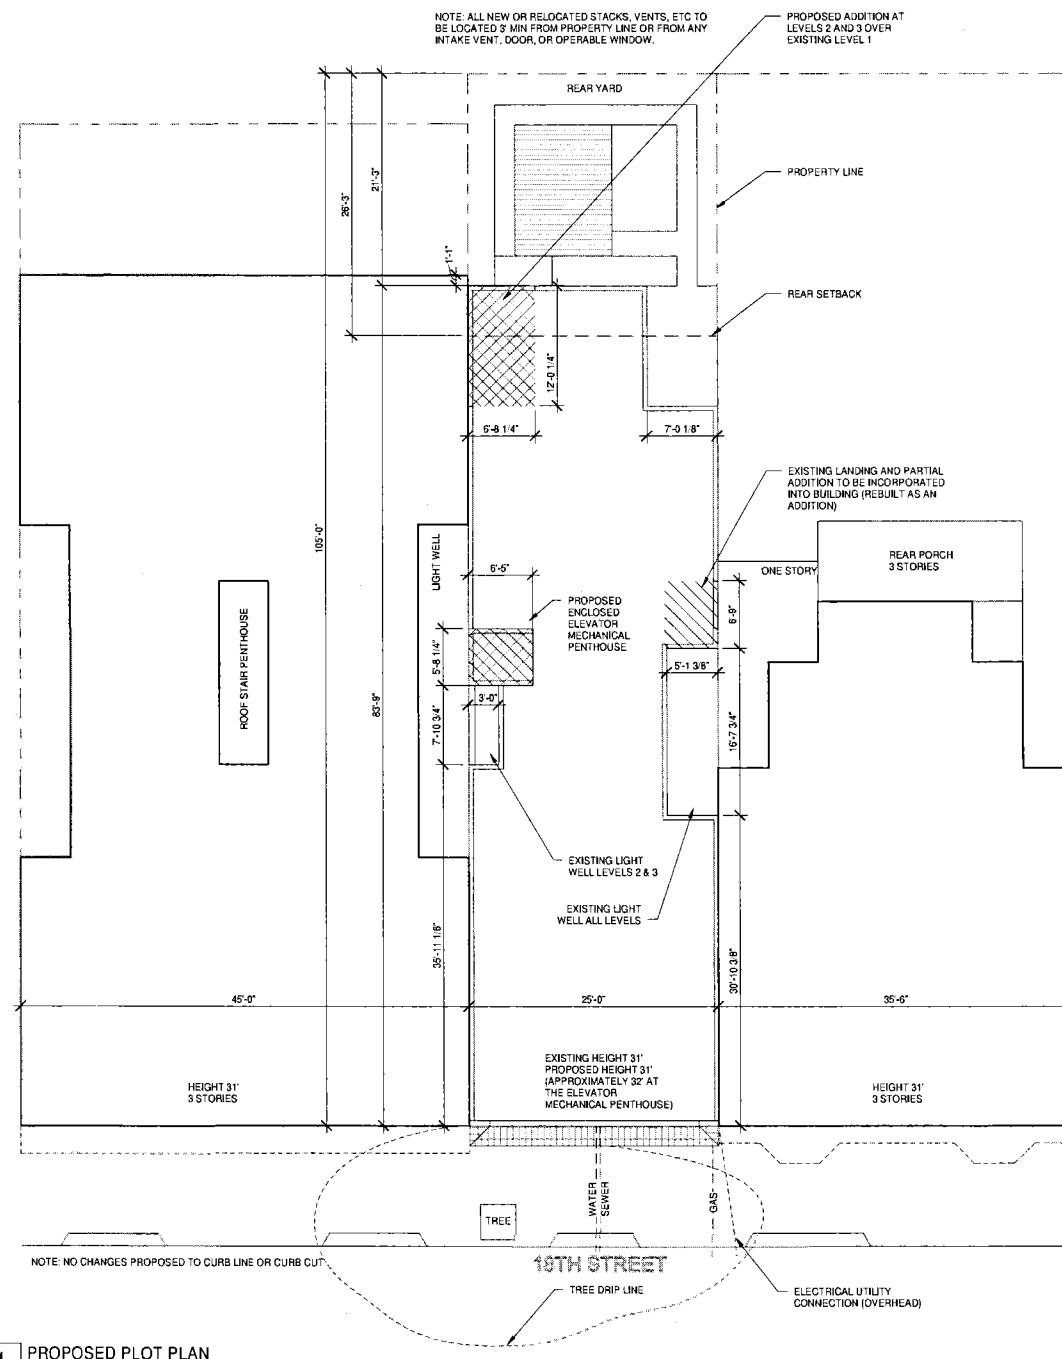 NOTE: ALL NEW OR RELOCATED STACKS, VENTS, ETC TO
BE LOCATED 3' MIN FROM PROPERTY LINE OR FROM ANY
INTAKE VENT, DOOR, OR OPERABLE WINDOW.
PROPOSED ADDITION AT
LEVELS 2 AND 3 OVER
EXISTING LEVEL 1
REAR YARD
PROPERTY LINE
21'-3"
26'-3"
1'-1"
REAR SETBACK
12'-0 1/4"
6'-8 1/4"
7'-0 1/8"
EXISTING LANDING AND PARTIAL
ADDITION TO BE INCORPORATED
INTO BUILDING (REBUILT AS AN
ADDITION)
105'-0"
LIGHT WELL
6'-5"
ONE STORY
REAR PORCH
3 STORIES
PROPOSED
ENCLOSED
ELEVATOR
MECHANICAL
PENTHOUSE
6'-9"
ROOF STAIR PENTHOUSE
5'-8 1/4"
5'-1 3/8"
83'-9"
3'-0"
7'-10 3/4"
16'-7 3/4"
EXISTING LIGHT
WELL LEVELS 2 & 3
EXISTING LIGHT
WELL ALL LEVELS
35'-11 1/8"
30'-10 3/8"
45'-0"
25'-0"
35'-6"
EXISTING HEIGHT 31'
PROPOSED HEIGHT 31'
(APPROXIMATELY 32' AT
THE ELEVATOR
MECHANICAL PENTHOUSE)
HEIGHT 31'
3 STORIES
HEIGHT 31'
3 STORIES
WATER
SEWER
GAS
TREE
NOTE: NO CHANGES PROPOSED TO CURB LINE OR CURB CUT
STREET
TREE DRIP LINE
ELECTRICAL UTILITY
CONNECTION (OVERHEAD)
PROPOSED PLOT PLAN